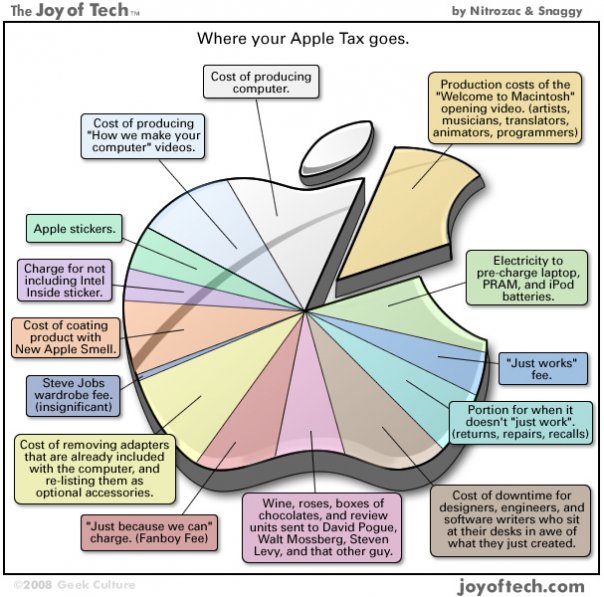 The Joy of Tech™
by Nitrozac & Snaggy
Where your Apple Tax goes.
Cost of producing
computer.
Production costs of the
"Welcome to Macintosh"
opening video. (artists,
musicians, translators,
animators, programmers)
Cost of producing
"How we make your
computer" videos.
Apple stickers.
Charge for not
including Intel
Inside sticker.
Cost of coating
product with
New Apple Smell.
Steve Jobs
wardrobe fee.
(insignificant)
Cost of removing adapters
that are already included
with the computer, and
re-listing them as
optional accessories.
"Just because we can"
charge. (Fanboy Fee)
Wine, roses, boxes of
chocolates, and review
units sent to David Pogue,
Walt Mossberg, Steven
Levy, and that other guy.
Cost of downtime for
designers, engineers, and
software writers who sit
at their desks in awe of
what they just created.
Portion for when it
doesn't "just work".
(returns, repairs, recalls)
"Just works"
fee.
Electricity to
pre-charge laptop,
PRAM, and iPod
batteries.
©2008 Geek Culture
joyoftech.com